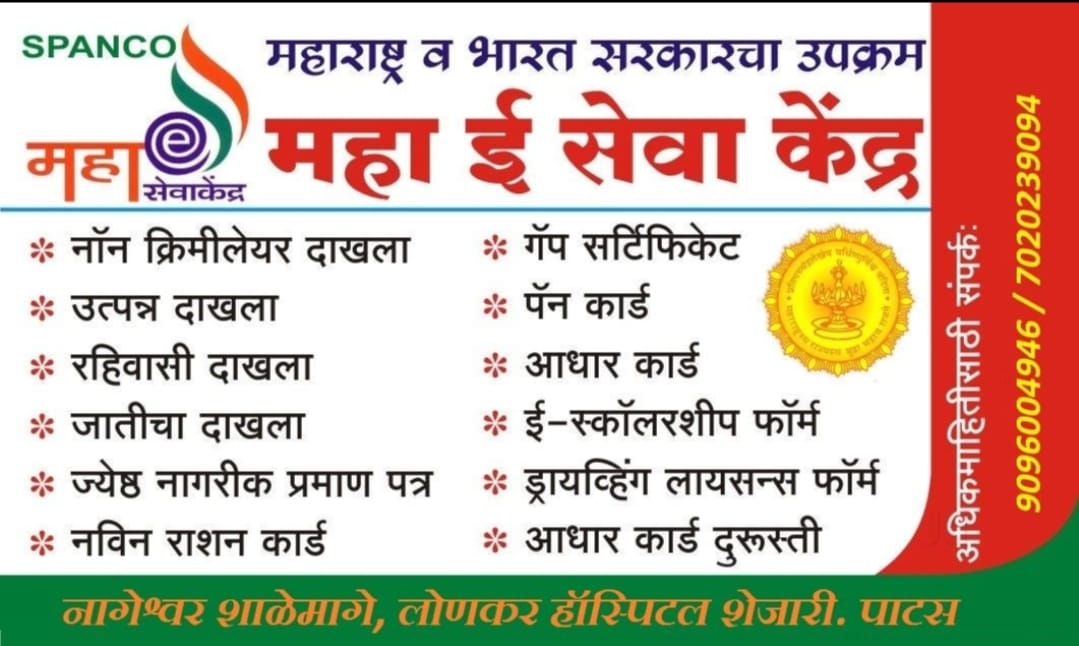 SPANCO
महा e
सेवाकेंद्र
महाराष्ट्र व भारत सरकारचा उपक्रम
महा ई सेवा केंद्र
* नॉन क्रिमीलेयर दाखला
* उत्पन्न दाखला
* रहिवासी दाखला
* जातीचा दाखला
* ज्येष्ठ नागरीक प्रमाण पत्र
* नविन राशन कार्ड
* गॅप सर्टिफिकेट
* पॅन कार्ड
* आधार कार्ड
* ई-स्कॉलरशीप फॉर्म
* ड्रायव्हिंग लायसन्स फॉर्म
* आधार कार्ड दुरूस्ती
अधिकमाहितीसाठी संपर्क:
9096004946 / 7020239094
नागेश्वर शाळेमागे, लोणकर हॉस्पिटल शेजारी. पाटस